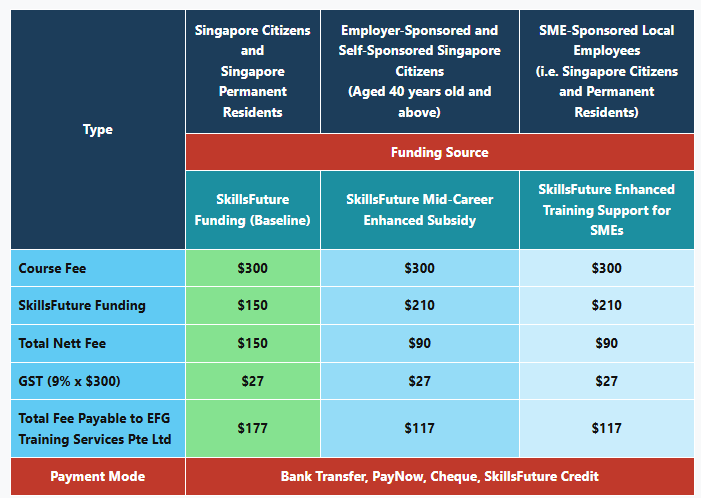 Type
Singapore Citizens
and
Singapore
Permanent
Residents
Employer-Sponsored and
Self-Sponsored Singapore
Citizens
(Aged 40 years old and
above)
SME-Sponsored Local
Employees
(i.e. Singapore Citizens
and Permanent
Residents)
Funding Source
SkillsFuture
Funding (Baseline)
SkillsFuture Mid-Career
Enhanced Subsidy
SkillsFuture Enhanced
Training Support for
SMEs
Course Fee $300 $300 $300
SkillsFuture Funding $150 $210 $210
Total Nett Fee $150 $90 $90
GST (9% x $300) $27 $27 $27
Total Fee Payable to EFG
Training Services Pte Ltd
$177 $117 $117
Payment Mode Bank Transfer, PayNow, Cheque, SkillsFuture Credit